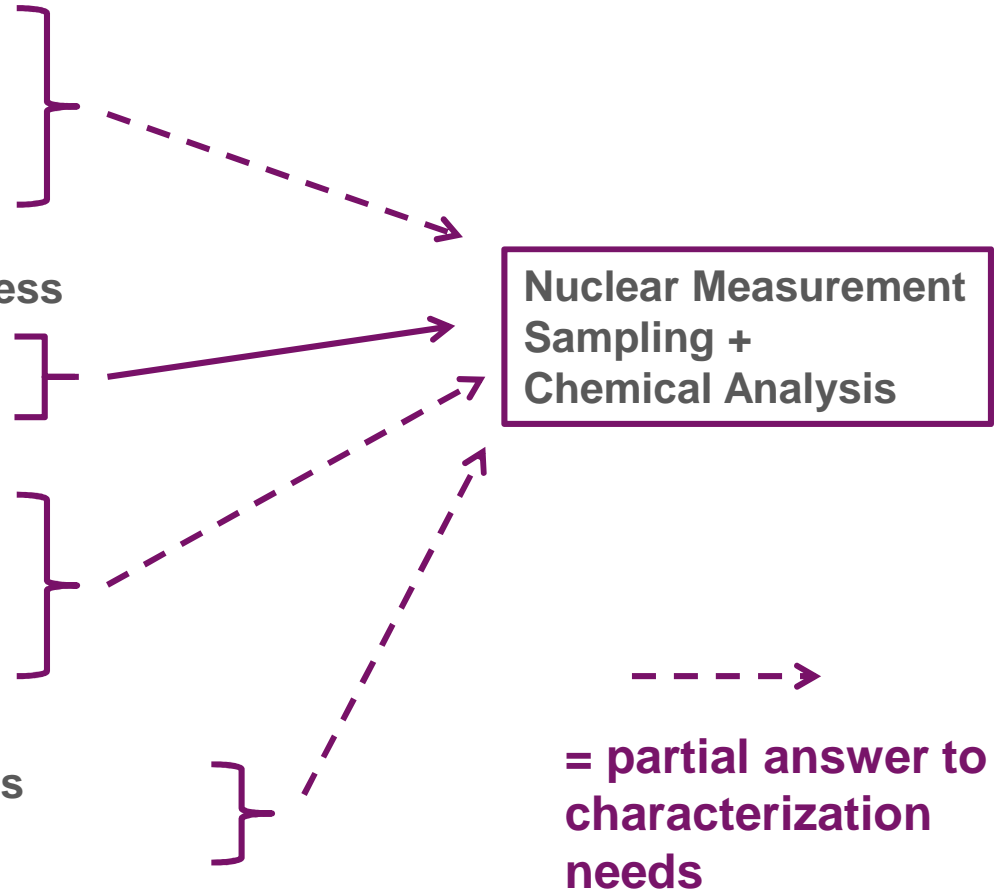 ess
Nuclear Measurement
Sampling +
Chemical Analysis
s
= partial answer to
characterization
needs